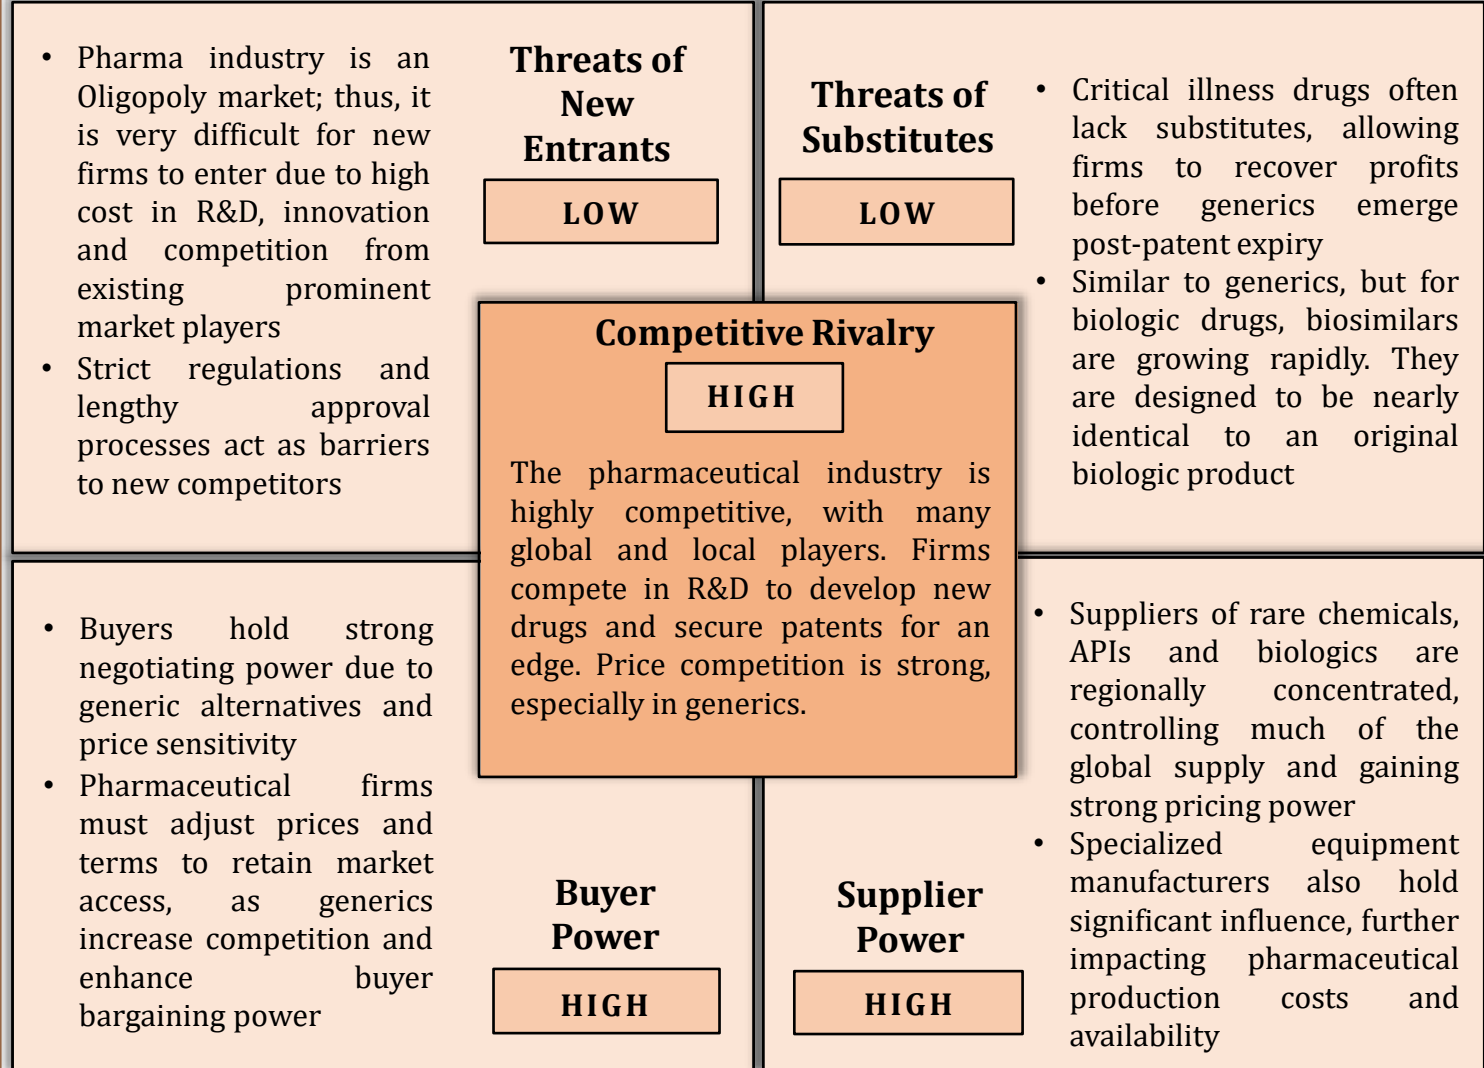 • Pharma industry is an
Oligopoly market; thus, it
is very difficult for new
firms to enter due to high
cost in R&D, innovation
and competition from
existing prominent
market players
• Strict regulations and
lengthy approval
processes act as barriers
to new competitors
Threats of
New
Entrants
LOW
Threats of
Substitutes
LOW
• Critical illness drugs often
lack substitutes, allowing
firms to recover profits
before generics emerge
post-patent expiry
• Similar to generics, but for
biologic drugs, biosimilars
are growing rapidly. They
are designed to be nearly
identical to an original
biologic product
Competitive Rivalry
HIGH
The pharmaceutical industry is
highly competitive, with many
global and local players. Firms
compete in R&D to develop new
drugs and secure patents for an
edge. Price competition is strong,
especially in generics.
• Buyers hold strong
negotiating power due to
generic alternatives and
price sensitivity
• Pharmaceutical firms
must adjust prices and
terms to retain market
access, as generics
increase competition and
enhance buyer
bargaining power
Buyer
Power
HIGH
Supplier
Power
HIGH
• Suppliers of rare chemicals,
APIs and biologics are
regionally concentrated,
controlling much of the
global supply and gaining
strong pricing power
• Specialized equipment
manufacturers also hold
significant influence, further
impacting pharmaceutical
production costs and
availability